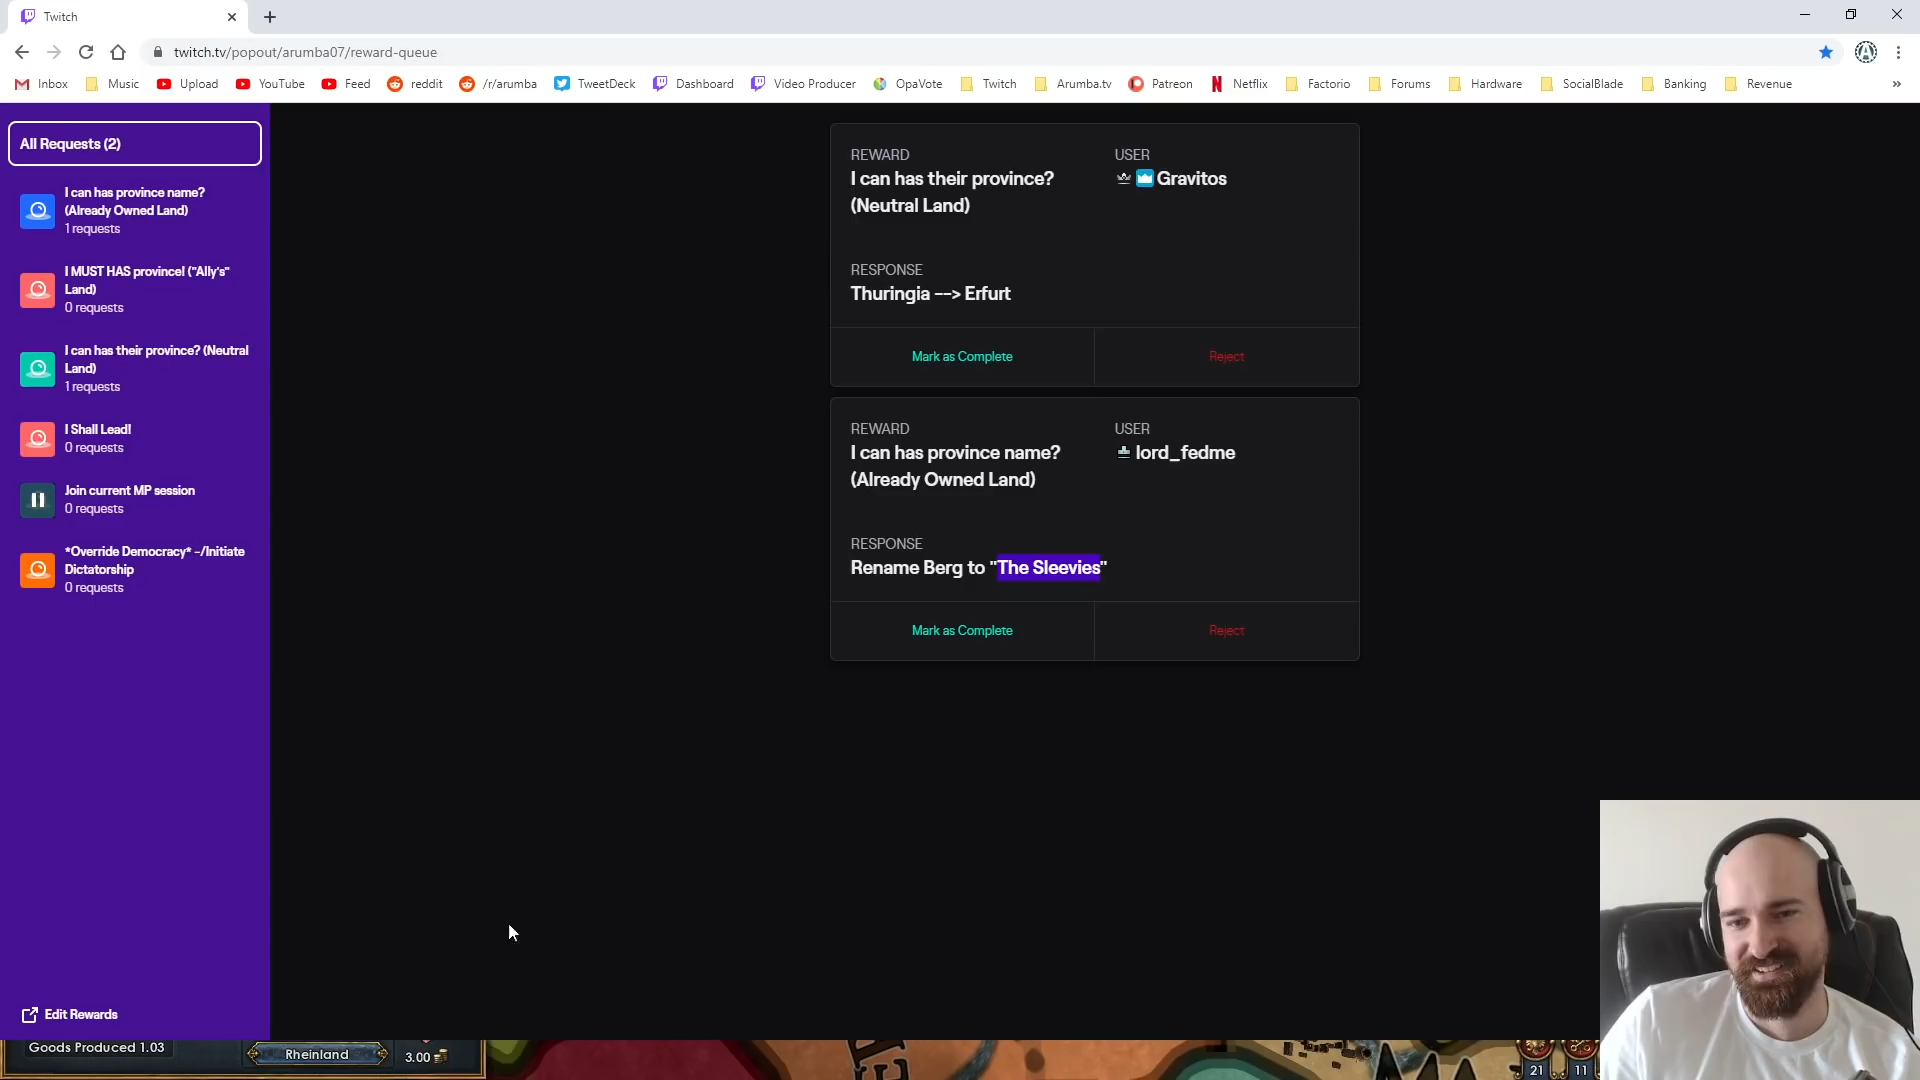 Twitch
twitch.tv/popout/arumba07/reward-queue
Inbox Music Upload YouTube Feed reddit /r/arumba TweetDeck Dashboard Video Producer OpaVote Twitch Arumba.tv Patreon Netflix Factorio Forums Hardware SocialBlade Banking Revenue »
All Requests (2)
I can has province name?
(Already Owned Land)
1 requests
I MUST HAS province! ("Ally's"
Land)
0 requests
I can has their province? (Neutral
Land)
1 requests
I Shall Lead!
0 requests
Join current MP session
0 requests
*Override Democracy* -/Initiate
Dictatorship
0 requests
Edit Rewards
REWARD USER
I can has their province? Gravitos
(Neutral Land)
RESPONSE
Thuringia --> Erfurt
Mark as Complete Reject
REWARD USER
I can has province name? lord_fedme
(Already Owned Land)
RESPONSE
Rename Berg to "The Sleevies"
Mark as Complete Reject
Goods Produced 1.03 Rheinland 3.00
21 11